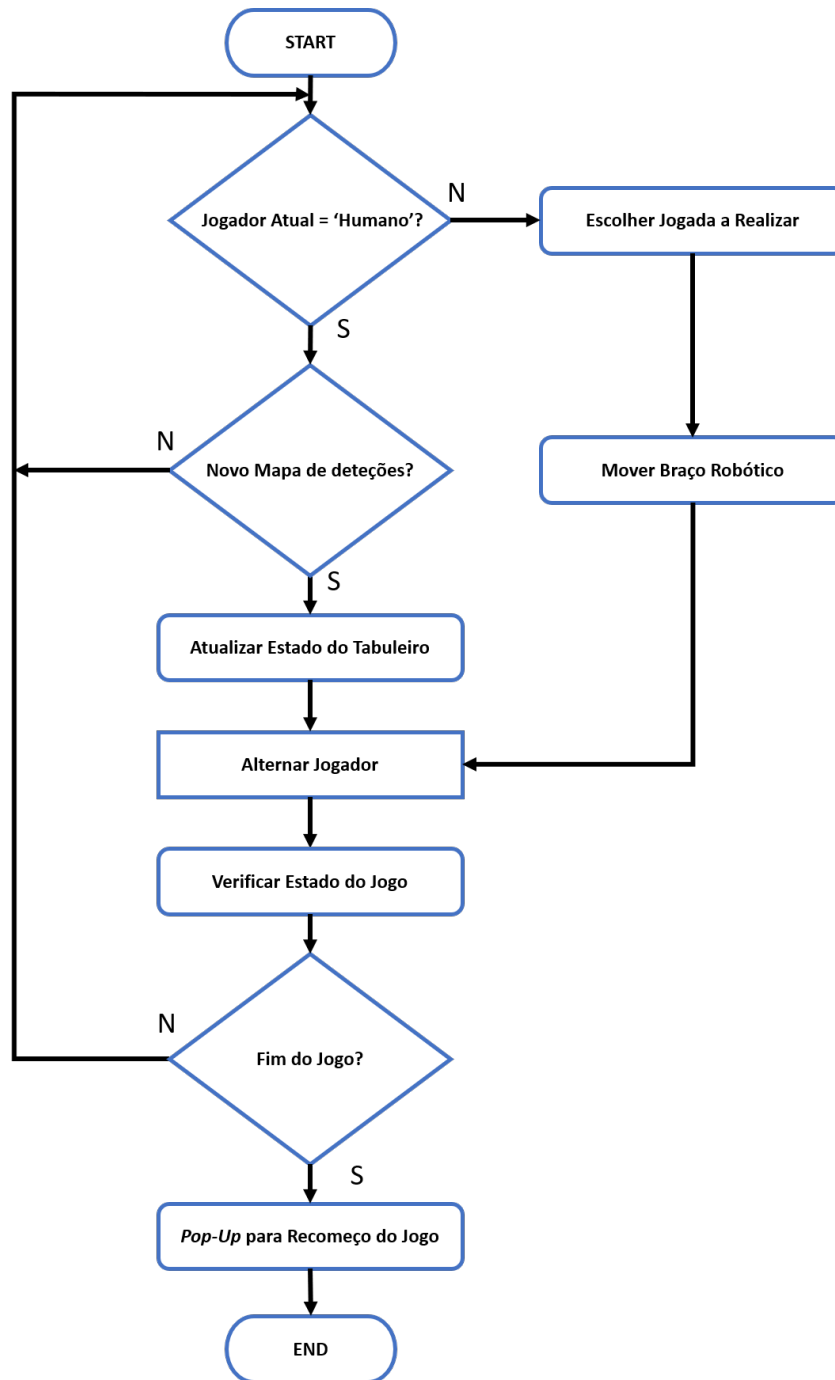 START
Jogador Atual = ‘Humano’?
N
Escolher Jogada a Realizar
S
Novo Mapa de deteções?
N
Mover Braço Robótico
S
Atualizar Estado do Tabuleiro
Alternar Jogador
Verificar Estado do Jogo
N
Fim do Jogo?
S
Pop-Up para Recomeço do Jogo
END